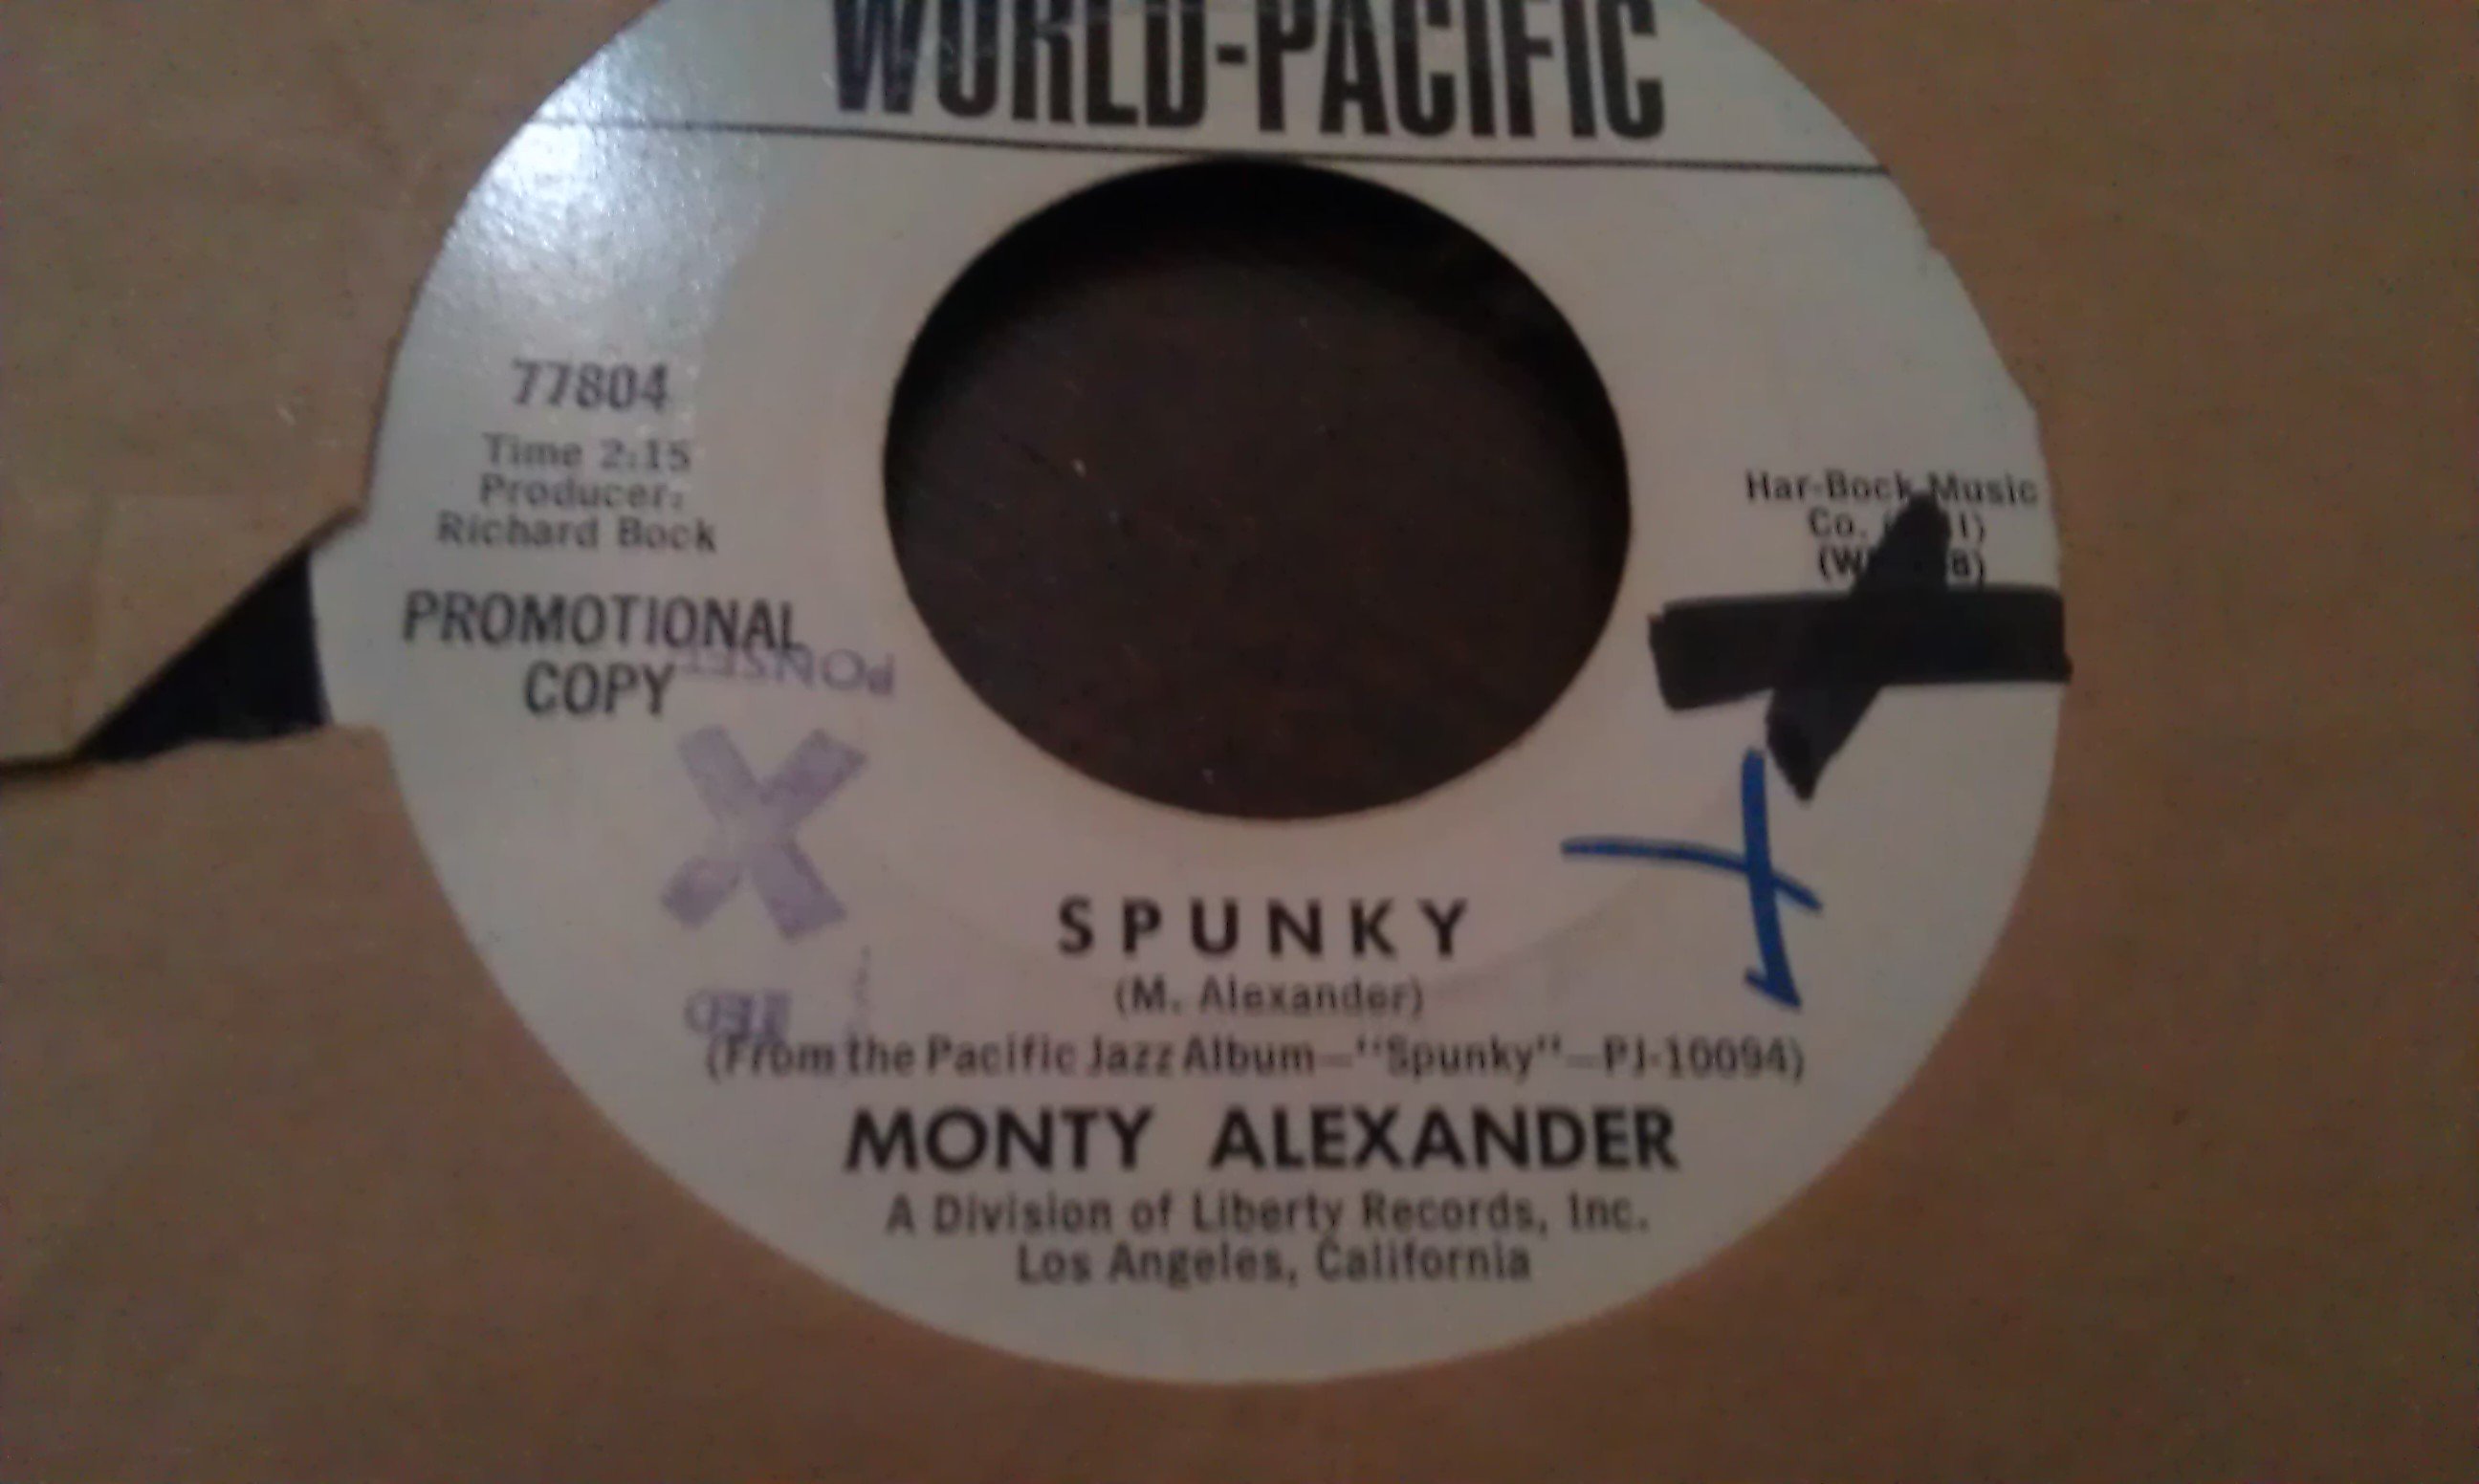 WORLD-PACIFIC
77804
Time 2:15
Producer:
Richard Bock
PROMOTIONAL
COPY
Har-Bock Music
Co.
SPUNKY
(M. Alexander)
(From the Pacific Jazz Album—"Spunky"—PJ-10094)
MONTY ALEXANDER
A Division of Liberty Records, Inc.
Los Angeles, California